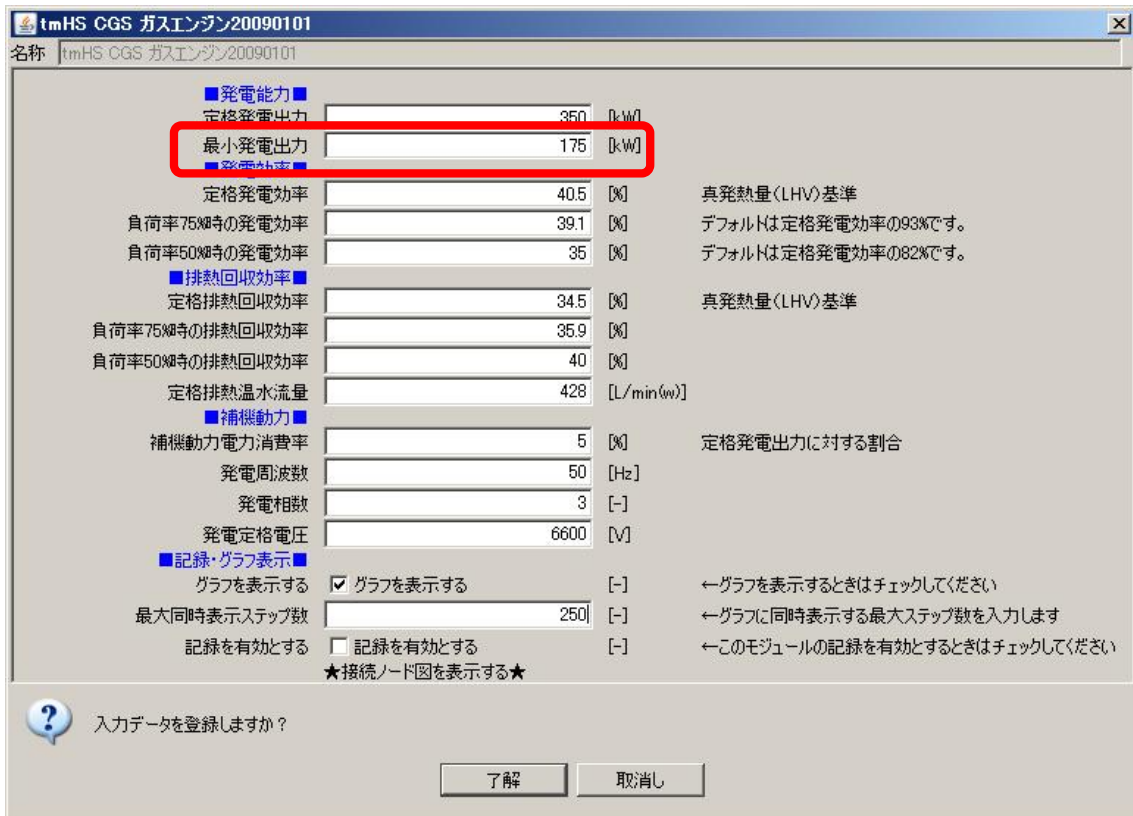 tmHS CGS ガスエンジン20090101
名称 tmHS CGS ガスエンジン20090101
■発電能力■
定格発電出力 350 [kW]
最小発電出力 175 [kW]
■発電効率■
定格発電効率 40.5 [%] 真発熱量(LHV)基準
負荷率75%時の発電効率 39.1 [%] デフォルトは定格発電効率の93%です。
負荷率50%時の発電効率 35 [%] デフォルトは定格発電効率の82%です。
■排熱回収効率■
定格排熱回収効率 34.5 [%] 真発熱量(LHV)基準
負荷率75%時の排熱回収効率 35.9 [%]
負荷率50%時の排熱回収効率 40 [%]
定格排熱温水流量 428 [L/min(w)]
■補機動力■
補機動力電力消費率 5 [%] 定格発電出力に対する割合
発電周波数 50 [Hz]
発電相数 3 [-]
発電定格電圧 6600 [V]
■記録・グラフ表示■
グラフを表示する グラフを表示する [-] ←グラフを表示するときはチェックしてください
最大同時表示ステップ数 250 [-] ←グラフに同時表示する最大ステップ数を入力します
記録を有効とする 記録を有効とする [-] ←このモジュールの記録を有効とするときはチェックしてください
★接続ノード図を表示する★
入力データを登録しますか？
了解 取消し